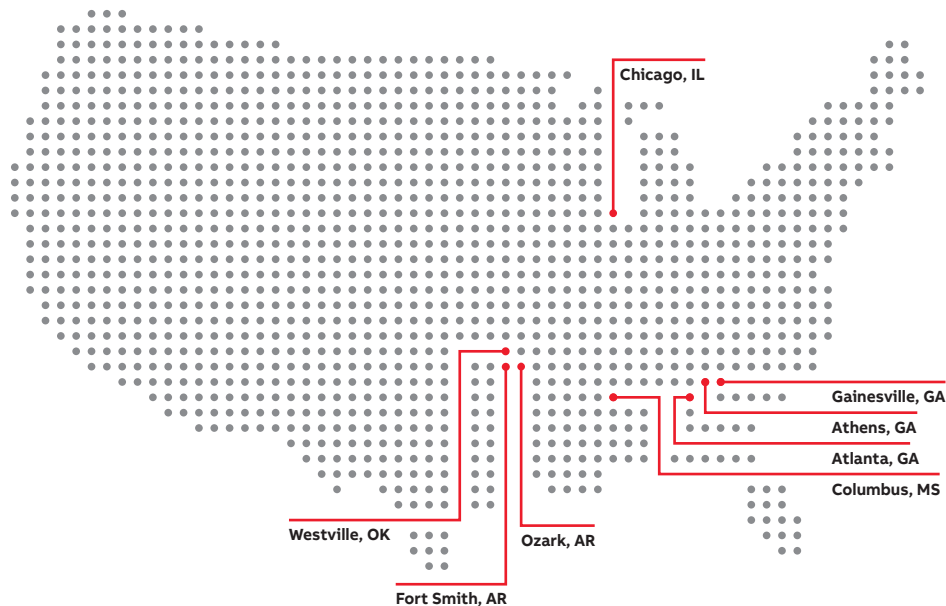 Chicago, IL
Gainesville, GA
Athens, GA
Atlanta, GA
Columbus, MS
Westville, OK
Ozark, AR
Fort Smith, AR